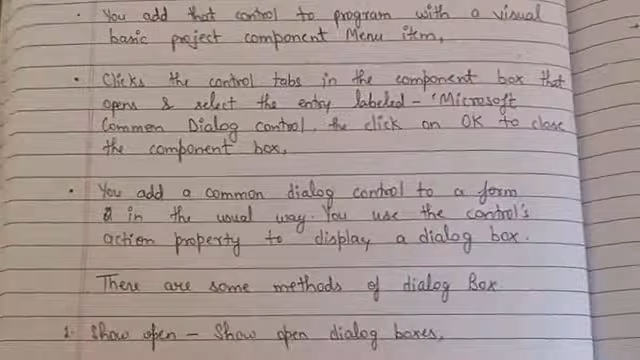 • You add that control to program with a visual
basic project component Menu item,
• Clicks the control tabs in the component box that
opens & select the entry labeled - 'Microsoft
Common Dialog control, the click on OK to close
the component box,
• You add a common dialog control to a form
in the usual way. You use the control's
action property to display a dialog box.
There are some methods of dialog Box
1. Show open - Show open dialog boxes,